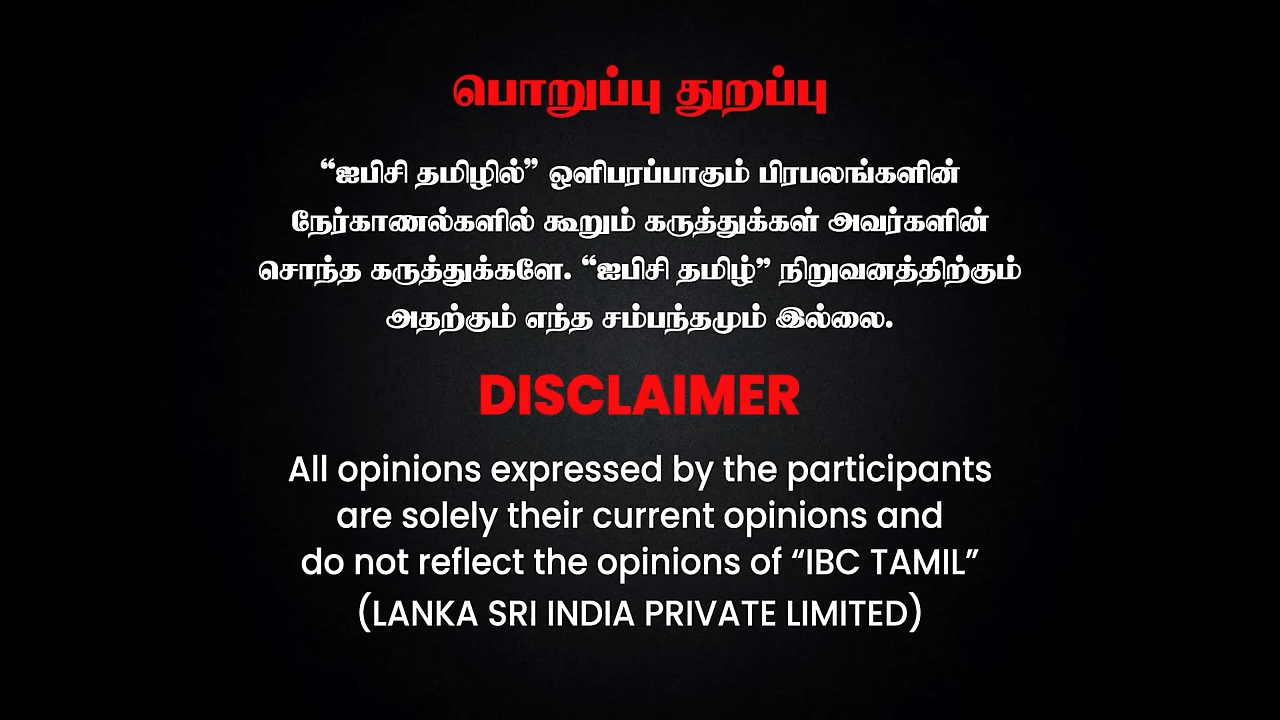 பொறுப்பு துறப்பு
“ஐபிசி தமிழில்” ஒளிபரப்பாகும் பிரபலங்களின்
நேர்காணல்களில் கூறும் கருத்துக்கள் அவர்களின்
சொந்த கருத்துக்களே. “ஐபிசி தமிழ்” நிறுவனத்திற்கும்
அதற்கும் எந்த சம்பந்தமும் இல்லை.
DISCLAIMER
All opinions expressed by the participants
are solely their current opinions and
do not reflect the opinions of “IBC TAMIL”
(LANKA SRI INDIA PRIVATE LIMITED)